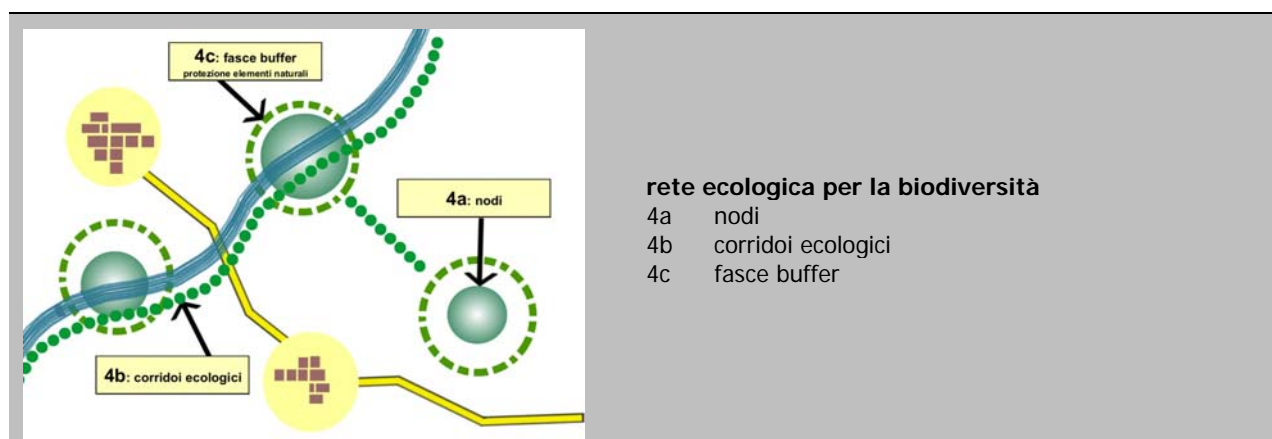 4c: fasce buffer
protezione elementi naturali
4a: nodi
4b: corridoi ecologici
rete ecologica per la biodiversità
4a nodi
4b corridoi ecologici
4c fasce buffer